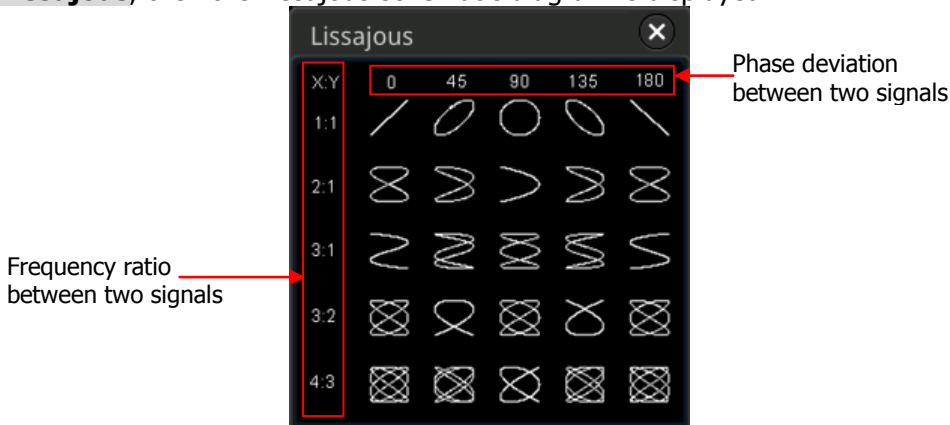 Lissajous
X:Y 0 45 90 135 180
Phase deviation
between two signals
1:1
2:1
3:1
Frequency ratio
between two signals
3:2
4:3